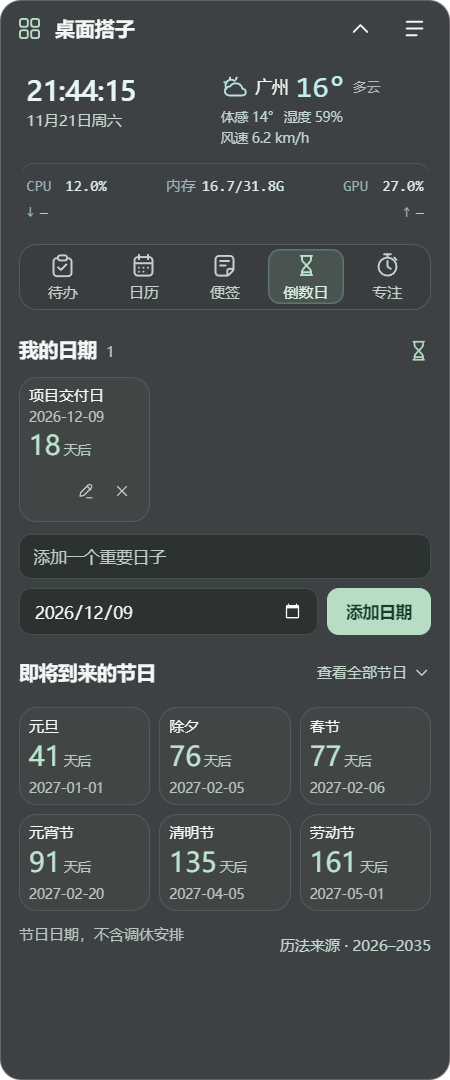 桌面搭子
21:44:15
11月21日周六
广州 16° 多云
体感 14° 湿度 59%
风速 6.2 km/h
CPU 12.0% 内存 16.7/31.8G GPU 27.0%
↓ – ↑ –
待办 日历 便签 倒数日 专注
我的日期 1
项目交付日
2026-12-09
18 天后
添加一个重要日子
2026/12/09 添加日期
即将到来的节日 查看全部节日
元旦 除夕 春节
41 天后 76 天后 77 天后
2027-01-01 2027-02-05 2027-02-06
元宵节 清明节 劳动节
91 天后 135 天后 161 天后
2027-02-20 2027-04-05 2027-05-01
节日日期，不含调休安排
历法来源 · 2026–2035